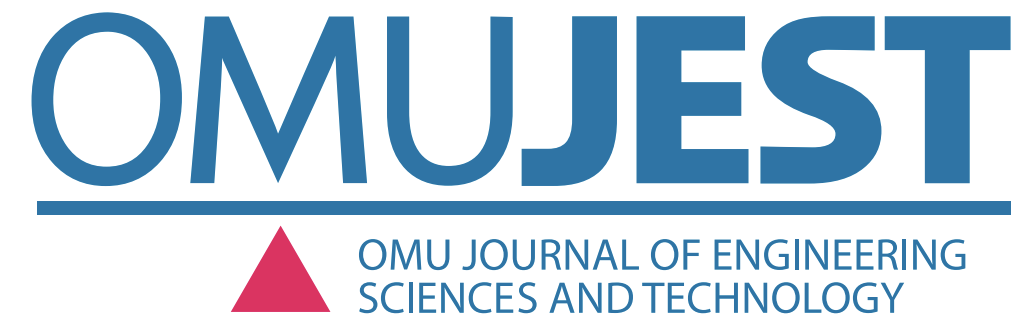 OMUJEST
OMU JOURNAL OF ENGINEERING
SCIENCES AND TECHNOLOGY